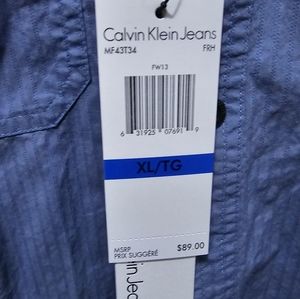 Calvin Klein Jeans
MF43T34 FRH
FW13
6 31925 07691 9
XL/TG
MSRP
PRIX SUGGÉRÉ $89.00
Calvin Klein Jea